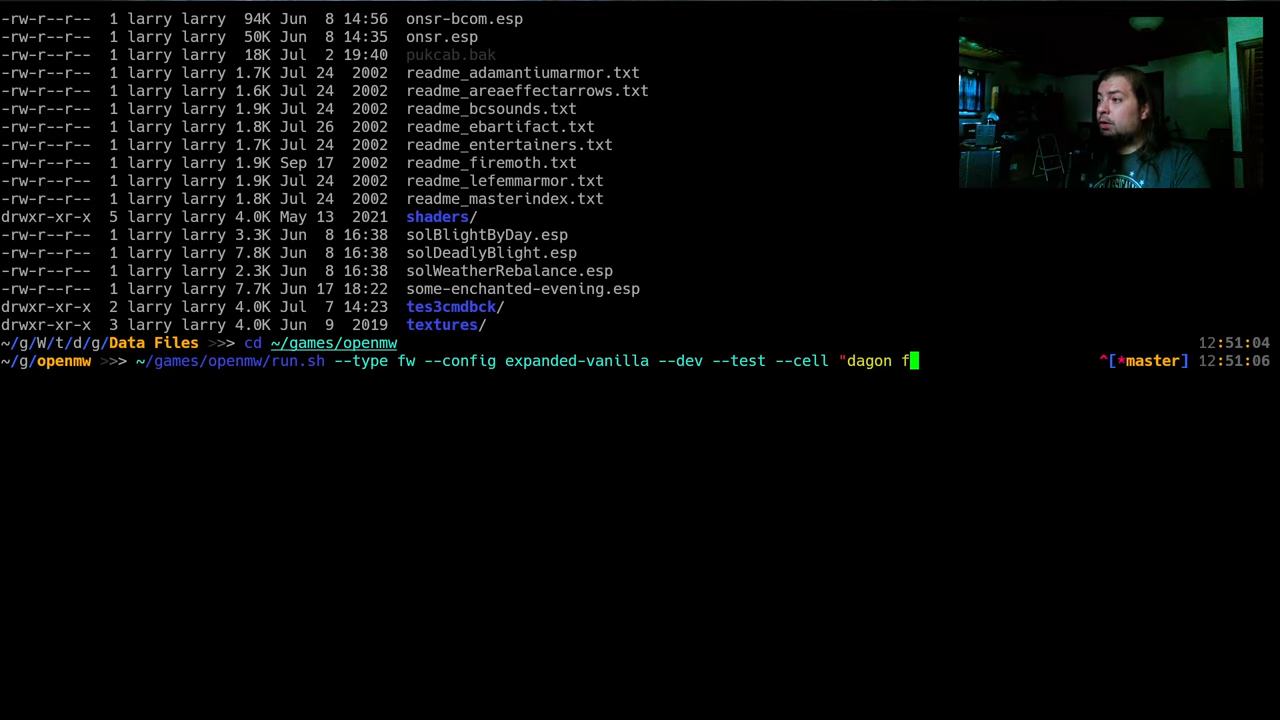 -rw-r--r-- 1 larry larry 94K Jun 8 14:56 onsr-bcom.esp
-rw-r--r-- 1 larry larry 50K Jun 8 14:35 onsr.esp
-rw-r--r-- 1 larry larry 18K Jul 2 19:40 pukcab.bak
-rw-r--r-- 1 larry larry 1.7K Jul 24 2002 readme_adamantiumarmor.txt
-rw-r--r-- 1 larry larry 1.6K Jul 24 2002 readme_areaeffectarrows.txt
-rw-r--r-- 1 larry larry 1.9K Jul 24 2002 readme_bcsounds.txt
-rw-r--r-- 1 larry larry 1.8K Jul 26 2002 readme_ebartifact.txt
-rw-r--r-- 1 larry larry 1.7K Jul 24 2002 readme_entertainers.txt
-rw-r--r-- 1 larry larry 1.9K Sep 17 2002 readme_firemoth.txt
-rw-r--r-- 1 larry larry 1.9K Jul 24 2002 readme_lefemmarmor.txt
-rw-r--r-- 1 larry larry 1.8K Jul 24 2002 readme_masterindex.txt
drwxr-xr-x 5 larry larry 4.0K May 13 2021 shaders/
-rw-r--r-- 1 larry larry 3.3K Jun 8 16:38 solBlightByDay.esp
-rw-r--r-- 1 larry larry 7.8K Jun 8 16:38 solDeadlyBlight.esp
-rw-r--r-- 1 larry larry 2.3K Jun 8 16:38 solWeatherRebalance.esp
-rw-r--r-- 1 larry larry 7.7K Jun 17 18:22 some-enchanted-evening.esp
drwxr-xr-x 2 larry larry 4.0K Jul 7 14:23 tes3cmdbck/
drwxr-xr-x 3 larry larry 4.0K Jun 9 2019 textures/
~/g/W/t/d/g/Data Files >>> cd ~/games/openmw 12:51:04
~/g/openmw >>> ~/games/openmw/run.sh --type fw --config expanded-vanilla --dev --test --cell "dagon f ^[*master] 12:51:06